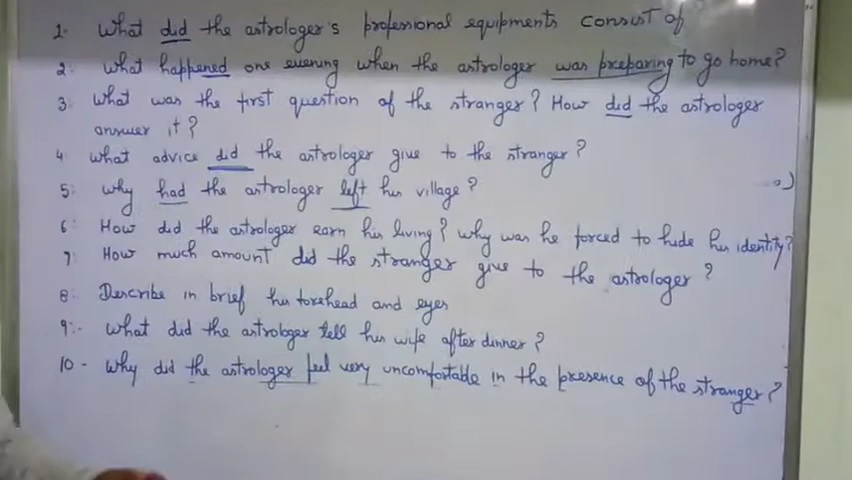 1. What did the astrologer's professional equipments consist of
2. What happened one evening when the astrologer was preparing to go home?
3. What was the first question of the stranger? How did the astrologer
answer it?
4. What advice did the astrologer give to the stranger?
5. why had the astrologer left his village?
6. How did the astrologer earn his living? why was he forced to hide his identity?
7. How much amount did the stranger give to the astrologer?
8. Describe in brief his forehead and eyes
9:- What did the astrologer tell his wife after dinner?
10- Why did the astrologer feel very uncomfortable in the presence of the stranger?